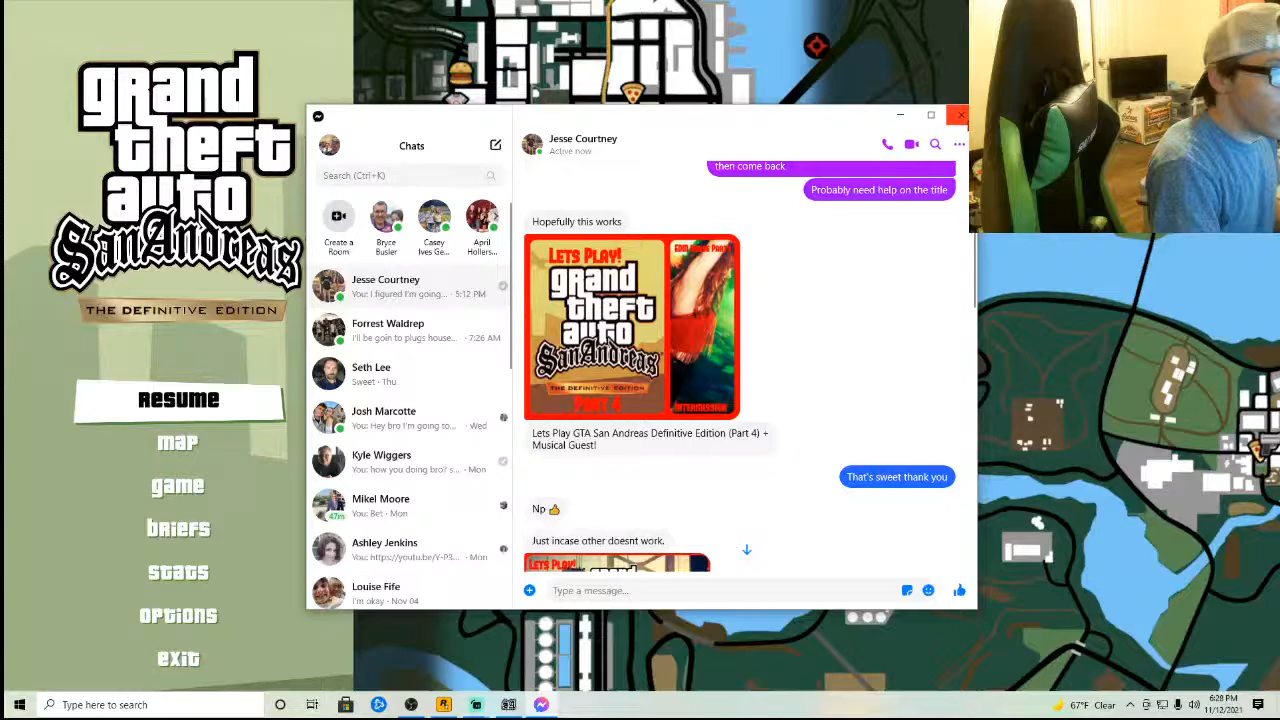 grand
theft
auto
San Andreas
THE DEFINITIVE EDITION
RESUME
map
game
briefs
stats
options
exit
Chats
Search (Ctrl+K)
Create a
Room
Bryce
Busler
Casey
Ives Ge...
April
Hollers...
Jesse Courtney
You: I figured I'm going... · 5:12 PM
Forrest Waldrep
I'll be goin to plugs house... · 7:26 AM
Seth Lee
Sweet · Thu
Josh Marcotte
You: Hey bro I'm going to... · Wed
Kyle Wiggers
You: how you doing bro? s... · Mon
Mikel Moore
You: Bet · Mon
47m
Ashley Jenkins
You: https://youtu.be/Y-P3... · Mon
Louise Fife
I'm okay · Nov 04
Jesse Courtney
Active now
then come back
Probably need help on the title
Hopefully this works
LETS PLAY!
grand
theft
auto
San Andreas
THE DEFINITIVE EDITION
PART 4
INTERMISSION
Lets Play GTA San Andreas Definitive Edition (Part 4) +
Musical Guest!
That's sweet thank you
Np 👍
Just incase other doesnt work.
LETS PLAY!
Type a message...
Type here to search
67°F Clear
6:28 PM
11/12/2021